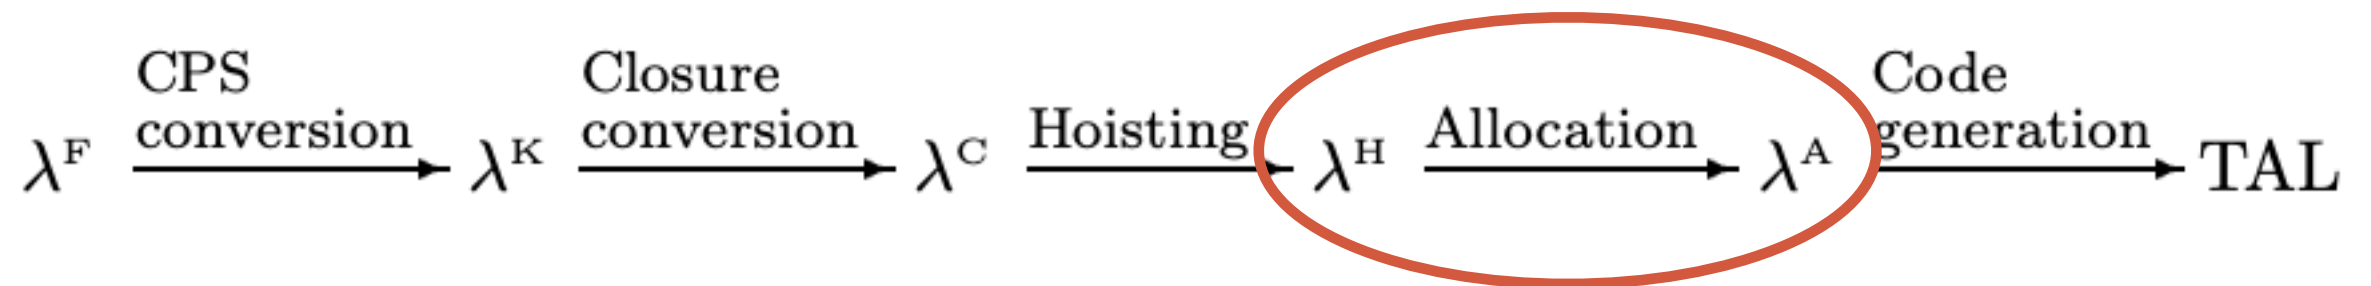 CPS
conversion
Closure
conversion
Hoisting
Allocation
Code
generation
λF λK λC λH λA TAL